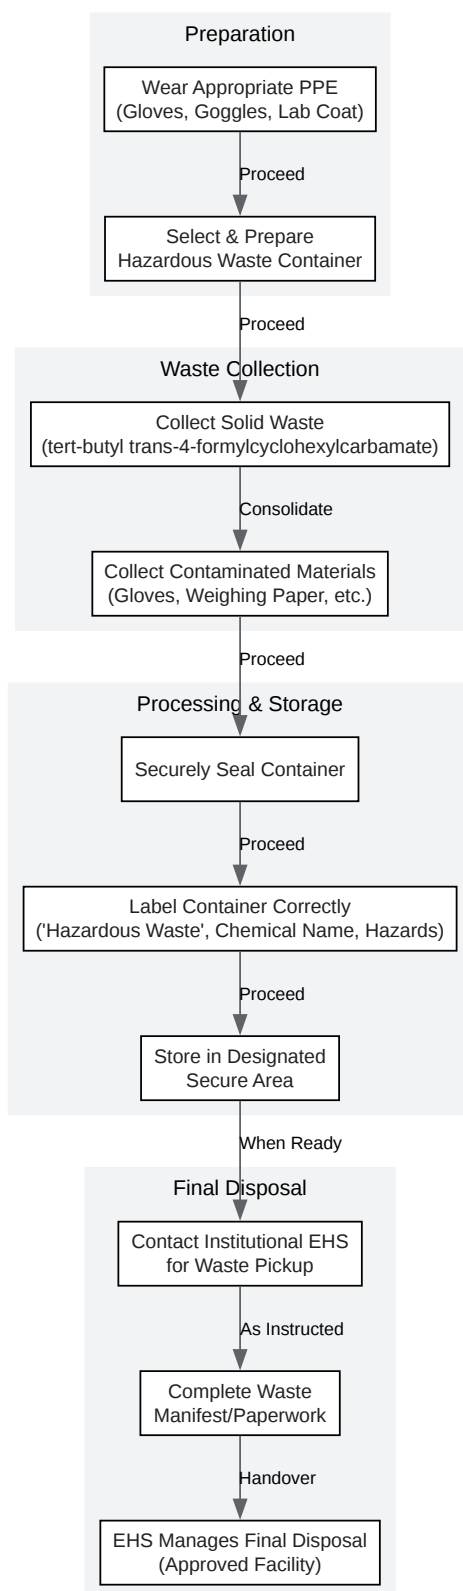 Preparation
Wear Appropriate PPE
(Gloves, Goggles, Lab Coat)
Proceed
Select & Prepare
Hazardous Waste Container
Proceed
Waste Collection
Collect Solid Waste
(tert-butyl trans-4-formylcyclohexylcarbamate)
Consolidate
Collect Contaminated Materials
(Gloves, Weighing Paper, etc.)
Proceed
Processing & Storage
Securely Seal Container
Proceed
Label Container Correctly
('Hazardous Waste', Chemical Name, Hazards)
Proceed
Store in Designated
Secure Area
When Ready
Final Disposal
Contact Institutional EHS
for Waste Pickup
As Instructed
Complete Waste
Manifest/Paperwork
Handover
EHS Manages Final Disposal
(Approved Facility)